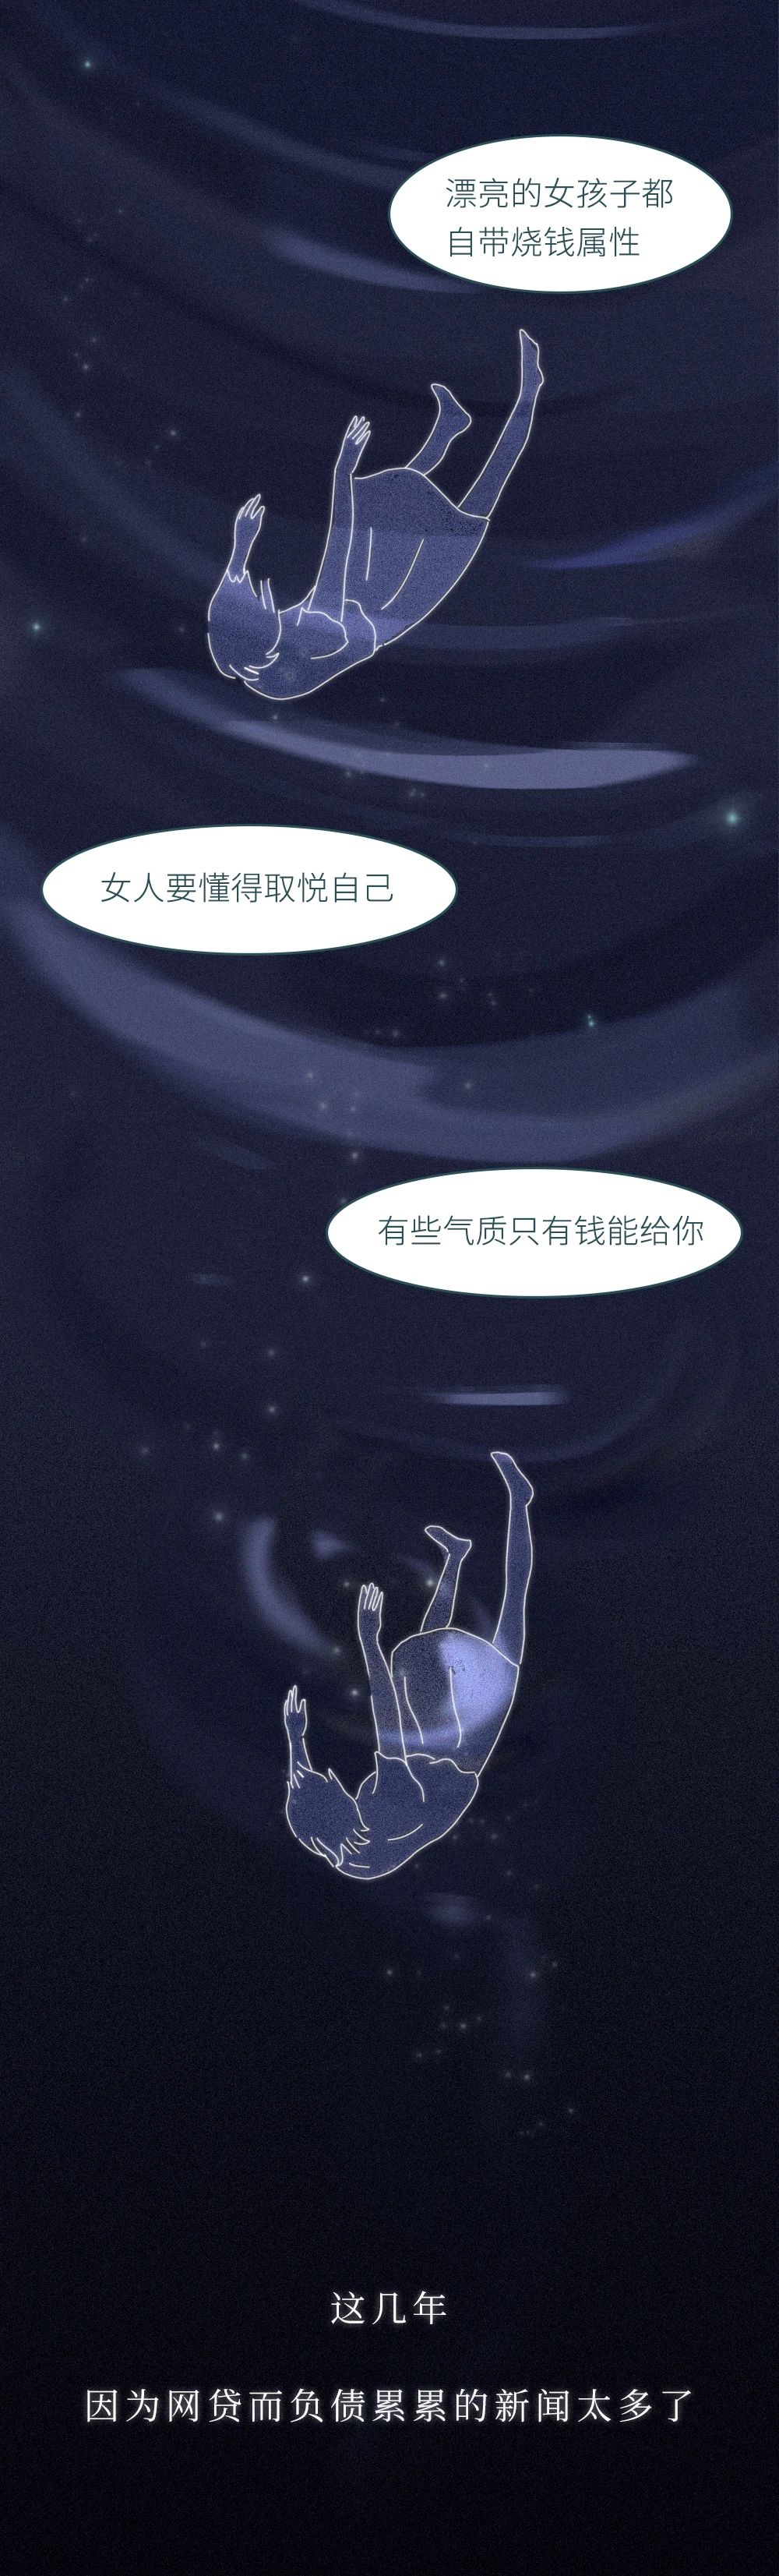 漂亮的女孩子都
自带烧钱属性
女人要懂得取悦自己
有些气质只有钱能给你
这几年
因为网贷而负债累累的新闻太多了